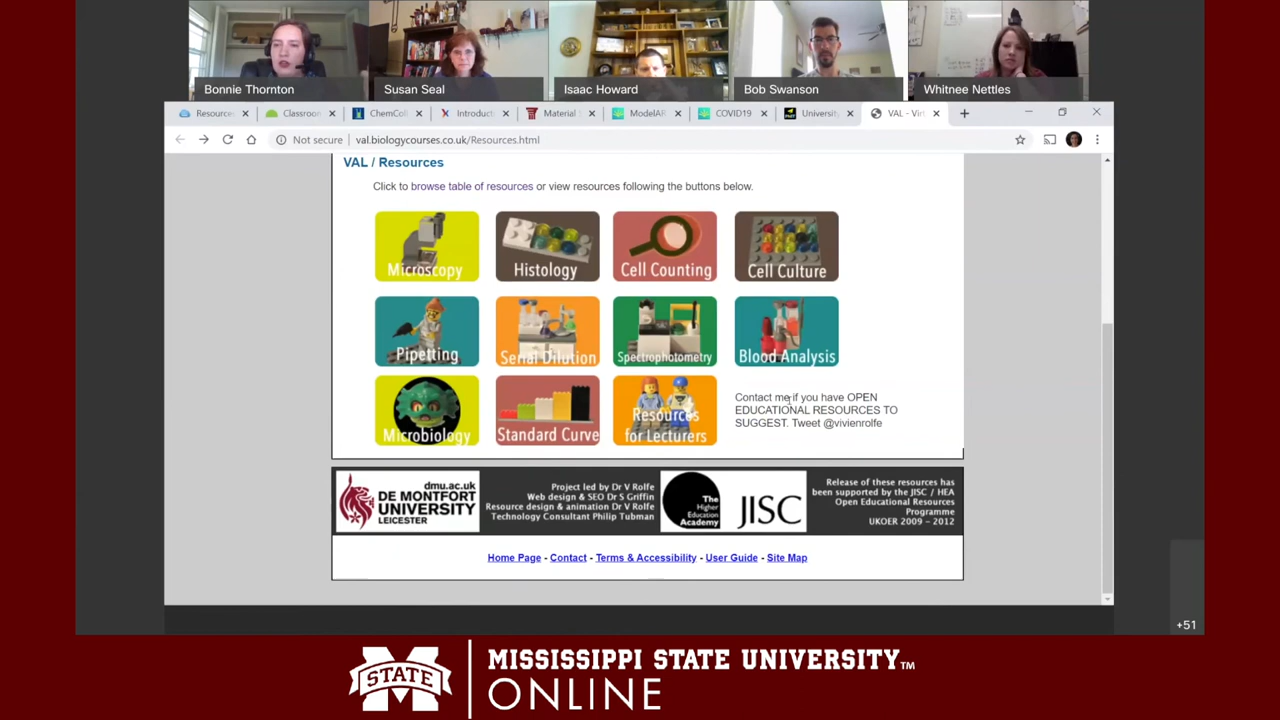 Bonnie Thornton
Susan Seal
Isaac Howard
Bob Swanson
Whitnee Nettles
Resource
Classroom
ChemColl
Introduct
Material S
ModelAR
COVID19
University
VAL - Virt
Not secure val.biologycourses.co.uk/Resources.html
VAL / Resources
Click to browse table of resources or view resources following the buttons below.
Microscopy
Histology
Cell Counting
Cell Culture
Pipetting
Serial Dilution
Spectrophotometry
Blood Analysis
Microbiology
Standard Curve
Resources
for Lecturers
Contact me if you have OPEN
EDUCATIONAL RESOURCES TO
SUGGEST. Tweet @vivienrolfe
dmu.ac.uk
DE MONTFORT
UNIVERSITY
LEICESTER
Project led by Dr V Rolfe
Web design & SEO Dr S Griffin
Resource design & animation Dr V Rolfe
Technology Consultant Philip Tubman
The
Higher
Education
Academy
JISC
Release of these resources has
been supported by the JISC / HEA
Open Educational Resources
Programme
UKOER 2009 - 2012
Home Page - Contact - Terms & Accessibility - User Guide - Site Map
+51
STATE
MISSISSIPPI STATE UNIVERSITY™
ONLINE